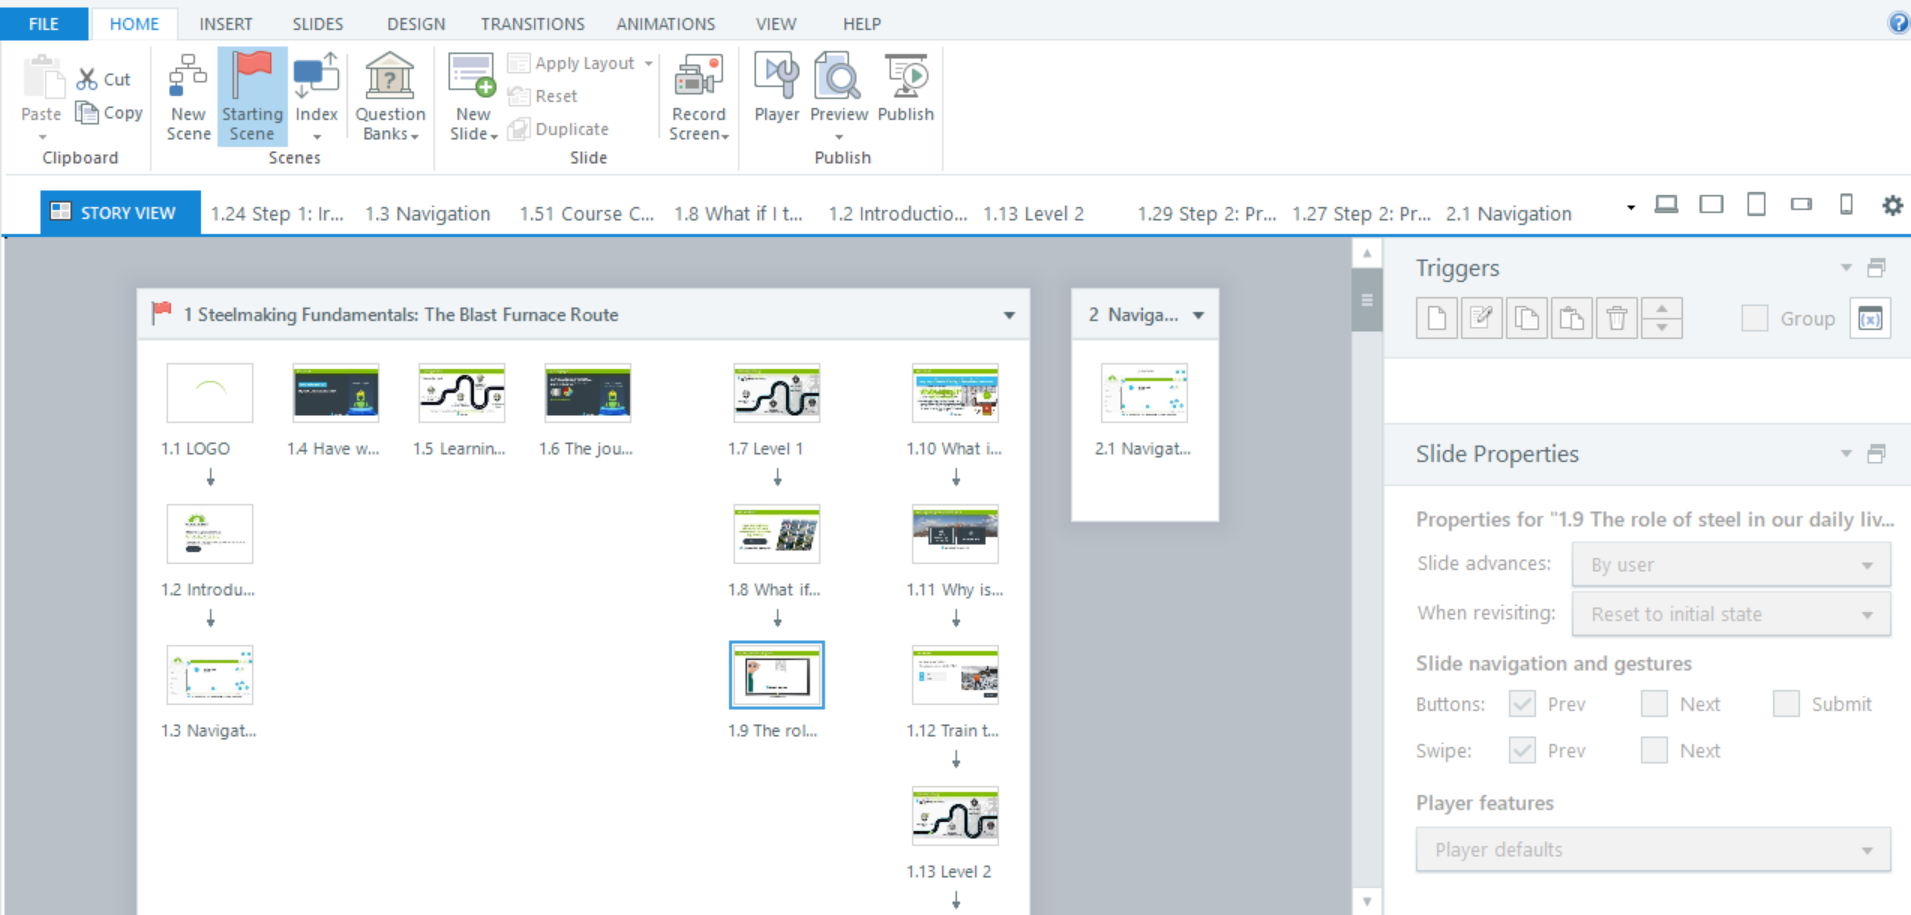 FILE HOME INSERT SLIDES DESIGN TRANSITIONS ANIMATIONS VIEW HELP
Paste Cut Copy
Clipboard
New Scene Starting Scene Index Question Banks
Scenes
New Slide Apply Layout Reset Duplicate Record Screen
Slide
Player Preview Publish
Publish
STORY VIEW 1.24 Step 1: Ir... 1.3 Navigation 1.51 Course C... 1.8 What if I t... 1.2 Introductio... 1.13 Level 2 1.29 Step 2: Pr... 1.27 Step 2: Pr... 2.1 Navigation
1 Steelmaking Fundamentals: The Blast Furnace Route
2 Naviga...
1.1 LOGO 1.4 Have w... 1.5 Learnin... 1.6 The jou... 1.7 Level 1 1.10 What i... 2.1 Navigat...
1.2 Introdu... 1.8 What if... 1.11 Why is...
1.3 Navigat... 1.9 The rol... 1.12 Train t...
1.13 Level 2
Triggers
Group (x)
Slide Properties
Properties for "1.9 The role of steel in our daily liv...
Slide advances: By user
When revisiting: Reset to initial state
Slide navigation and gestures
Buttons: Prev Next Submit
Swipe: Prev Next
Player features
Player defaults